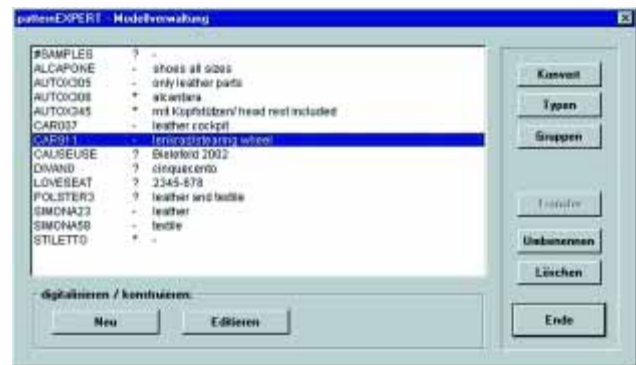 patternEXPERT - Modellverwaltung
#SAMPLES ? -
ALCAPONE - shoes all sizes
AUTOX305 - only leather parts
AUTOX308 * alcantara
AUTOX345 * mit Kopfstützen/ head rest included
CAR037 - leather cockpit
CAR911 - lenkrad/stearing wheel
CAUSEUSE ? Bielefeld 2002
DIVANO ? cinquecento
LOVESEAT ? 2345-678
POLSTER3 ? leather and textile
SIMONA23 - leather
SIMONA58 - textile
STILETTO * -
Konvert
Typen
Gruppen
Transfer
Umbenennen
Löschen
digitalisieren / konstruieren:
Neu
Editieren
Ende